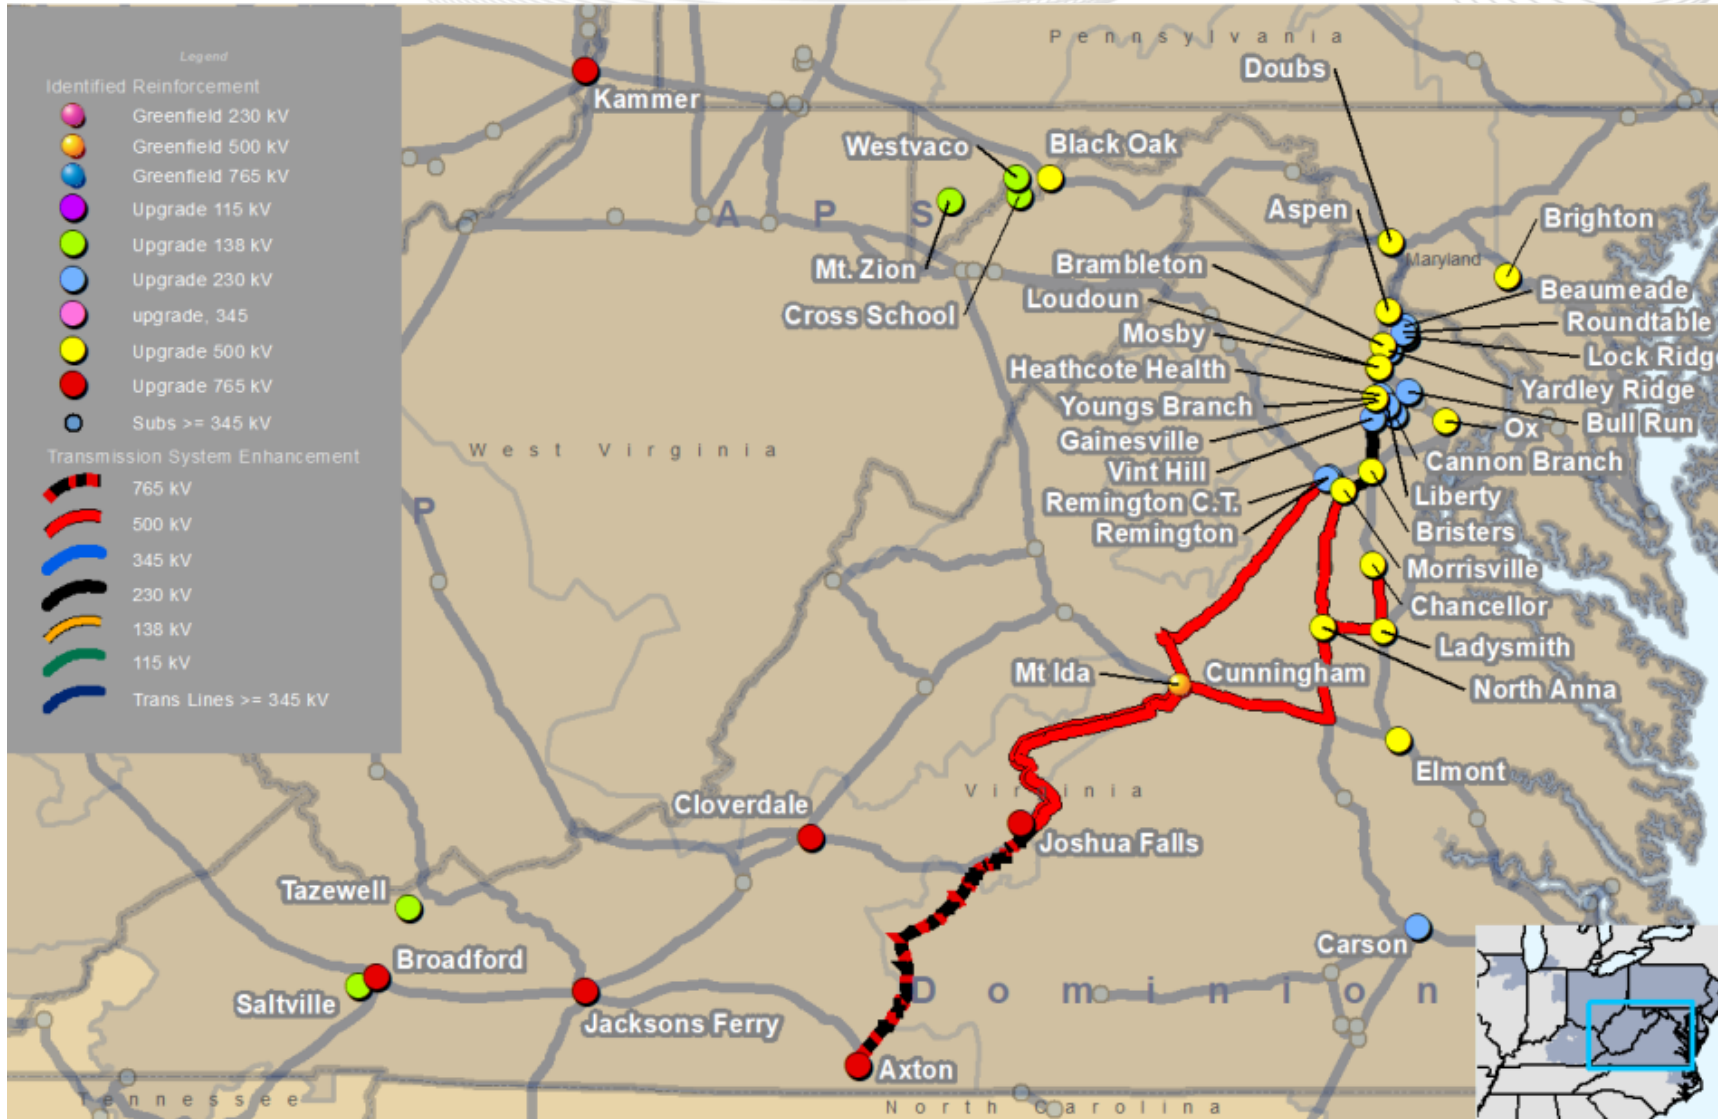 Legend
Identified Reinforcement
Greenfield 230 kV
Greenfield 500 kV
Greenfield 765 kV
Upgrade 115 kV
Upgrade 138 kV
Upgrade 230 kV
upgrade, 345
Upgrade 500 kV
Upgrade 765 kV
Subs >= 345 kV
Transmission System Enhancement
765 kV
500 kV
345 kV
230 kV
138 kV
115 kV
Trans Lines >= 345 kV
Pennsylvania
Doubs
Kammer
Westvaco
Black Oak
APS
Aspen
Brighton
Mt. Zion
Brambleton
Maryland
Loudoun
Beaumeade
Cross School
Mosby
Roundtable
Heathcote Health
Lock Ridge
Youngs Branch
Yardley Ridge
Gainesville
Ox
Bull Run
West Virginia
Vint Hill
Cannon Branch
Remington C.T.
Liberty
P
Remington
Bristers
Morrisville
Chancellor
Ladysmith
Mt Ida
Cunningham
North Anna
Elmont
Virginia
Cloverdale
Joshua Falls
Tazewell
Carson
Broadford
Saltville
Dominion
Jacksons Ferry
Axton
Tennessee
North Carolina